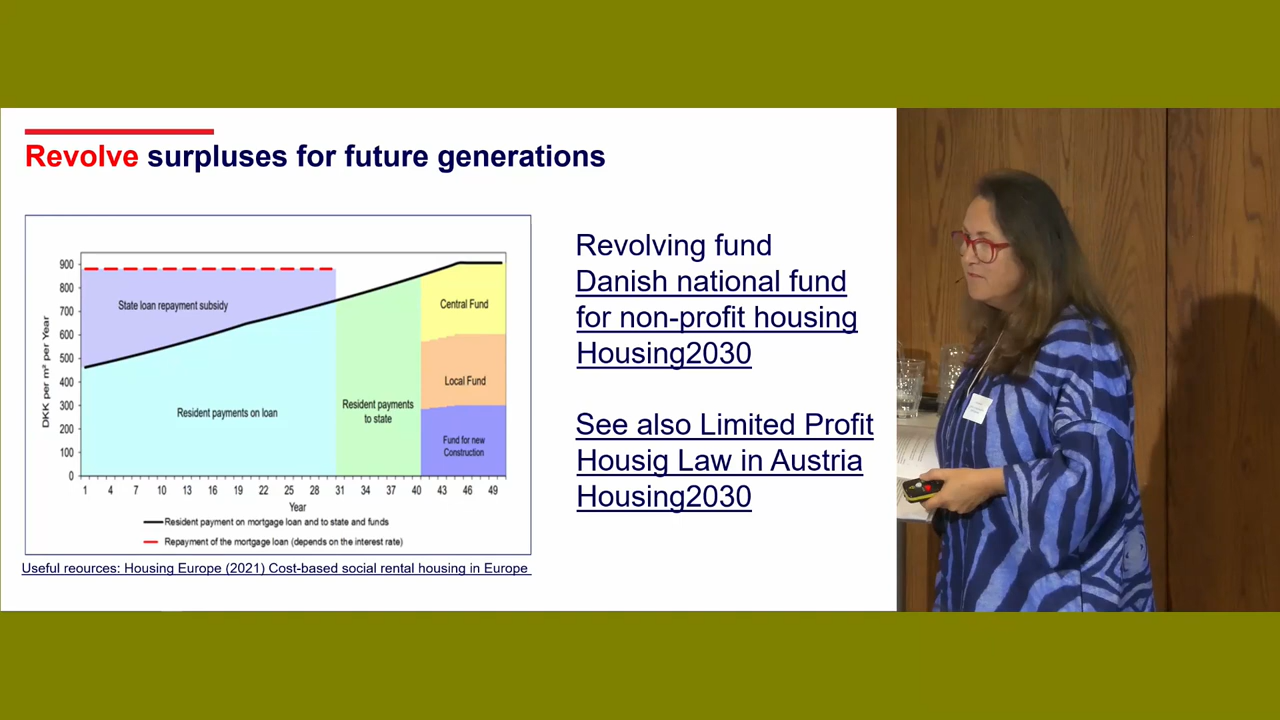 Revolve surpluses for future generations
900
800
700
600
500
400
300
200
100
0
DKK per m² per Year
State loan repayment subsidy
Resident payments on loan
Resident payments
to state
Central Fund
Local Fund
Fund for new
Construction
1 4 7 10 13 16 19 22 25 28 31 34 37 40 43 46 49
Year
Resident payment on mortgage loan and to state and funds
Repayment of the mortgage loan (depends on the interest rate)
Useful reources: Housing Europe (2021) Cost-based social rental housing in Europe
Revolving fund
Danish national fund
for non-profit housing
Housing2030
See also Limited Profit
Housig Law in Austria
Housing2030